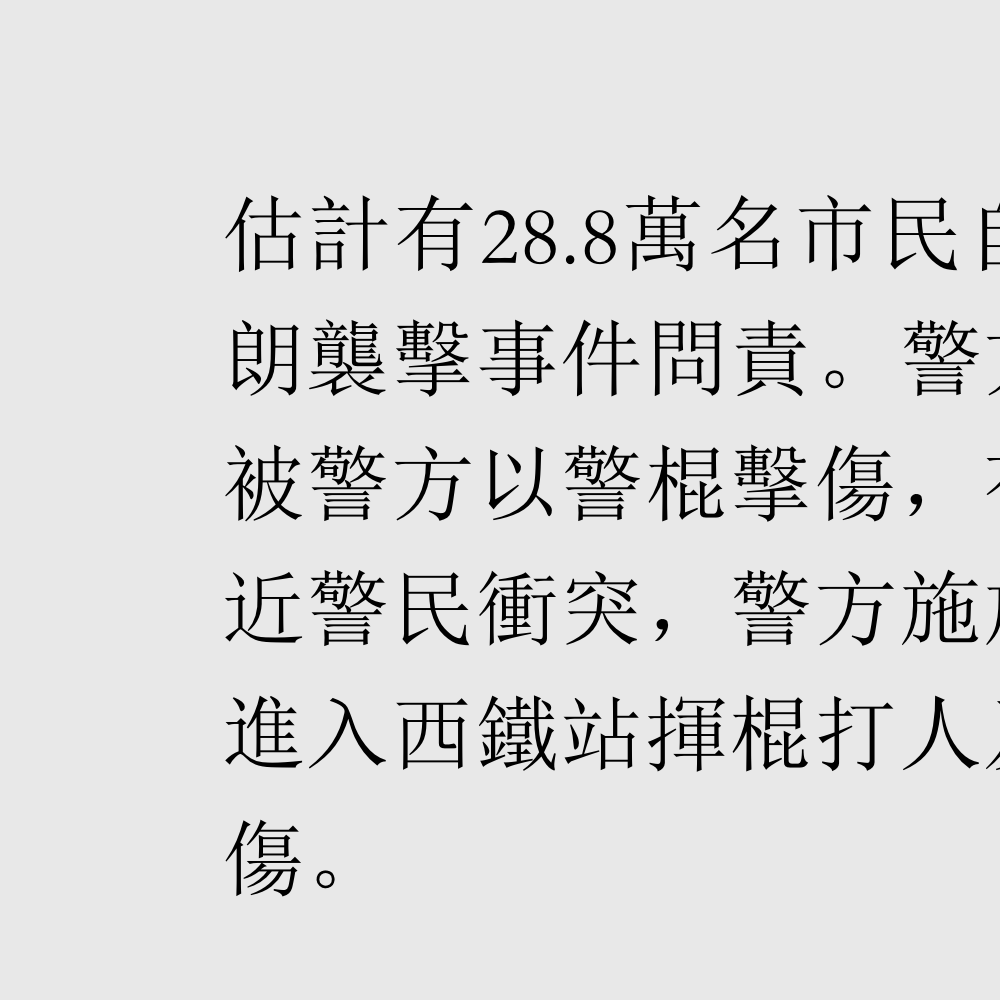 估計有28.8萬名市民
朗襲擊事件問責。警
被警方以警棍擊傷，
近警民衝突，警方施
進入西鐵站揮棍打人
傷。